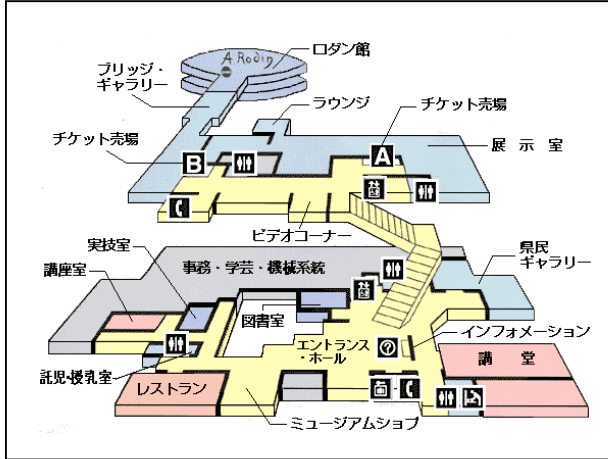 A. Rodin
ロダン館
ブリッジ・
ギャラリー
ラウンジ
チケット売場
チケット売場
B
A
展示室
ビデオコーナー
実技室
講座室
事務・学芸・機械系統
県民
ギャラリー
図書室
エントランス
・ホール
?
インフォメーション
講堂
託児・授乳室
レストラン
ミュージアムショプ